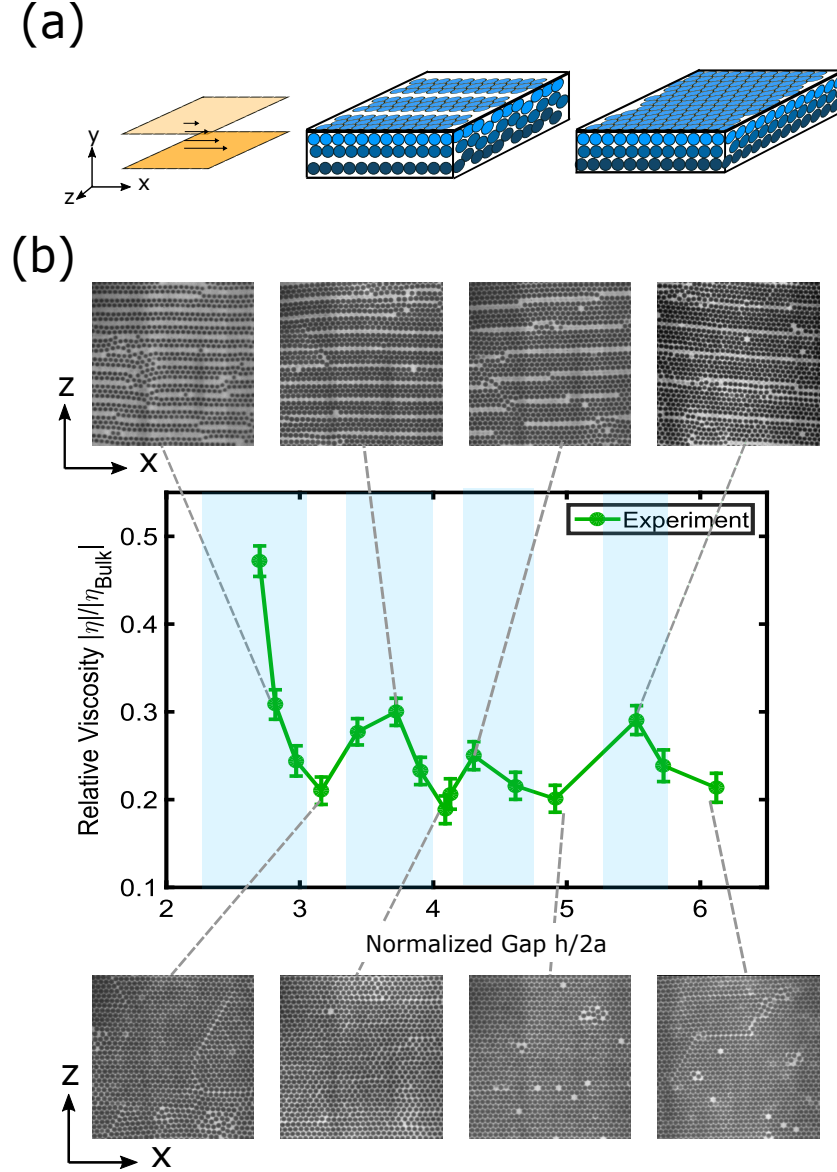 (a)
y
z
x
(b)
z
x
0.5
0.4
0.3
0.2
0.1
Relative Viscosity |η|/|η_Bulk|
Experiment
2 3 4 5 6
Normalized Gap h/2a
z
x